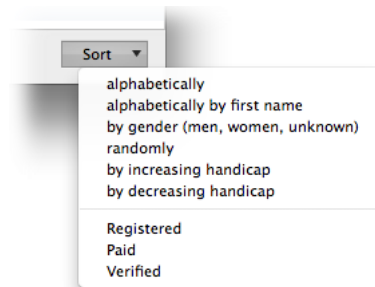 Sort
alphabetically
alphabetically by first name
by gender (men, women, unknown)
randomly
by increasing handicap
by decreasing handicap
Registered
Paid
Verified